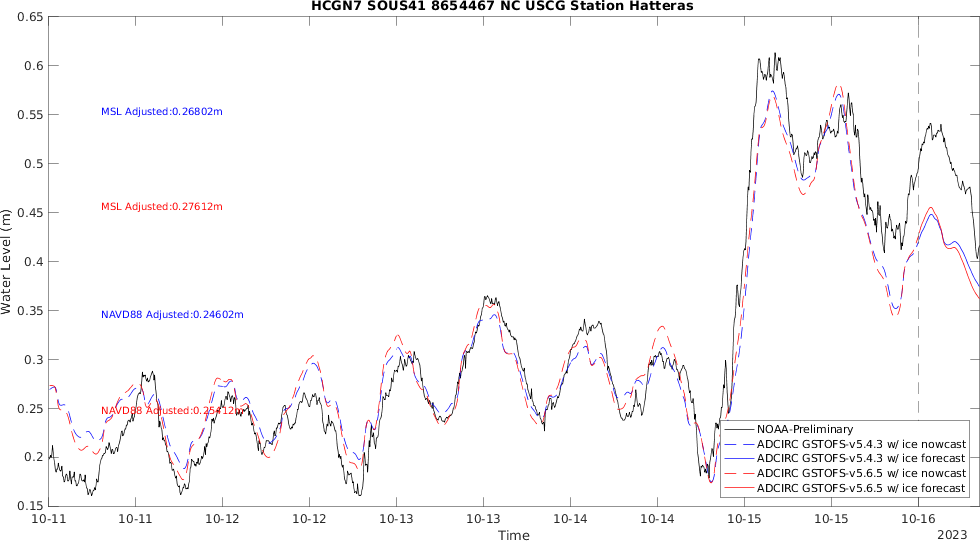 HCGN7 SOUS41 8654467 NC USCG Station Hatteras
0.65
0.6
0.55
0.5
0.45
0.4
0.35
0.3
0.25
0.2
0.15
Water Level (m)
MSL Adjusted:0.26802m
MSL Adjusted:0.27612m
NAVD88 Adjusted:0.24602m
NAVD88 Adjusted:0.25412m
NOAA-Preliminary
ADCIRC GSTOFS-v5.4.3 w/ ice nowcast
ADCIRC GSTOFS-v5.4.3 w/ ice forecast
ADCIRC GSTOFS-v5.6.5 w/ ice nowcast
ADCIRC GSTOFS-v5.6.5 w/ ice forecast
10-11 10-11 10-12 10-12 10-13 10-13 10-14 10-14 10-15 10-15 10-16
Time
2023